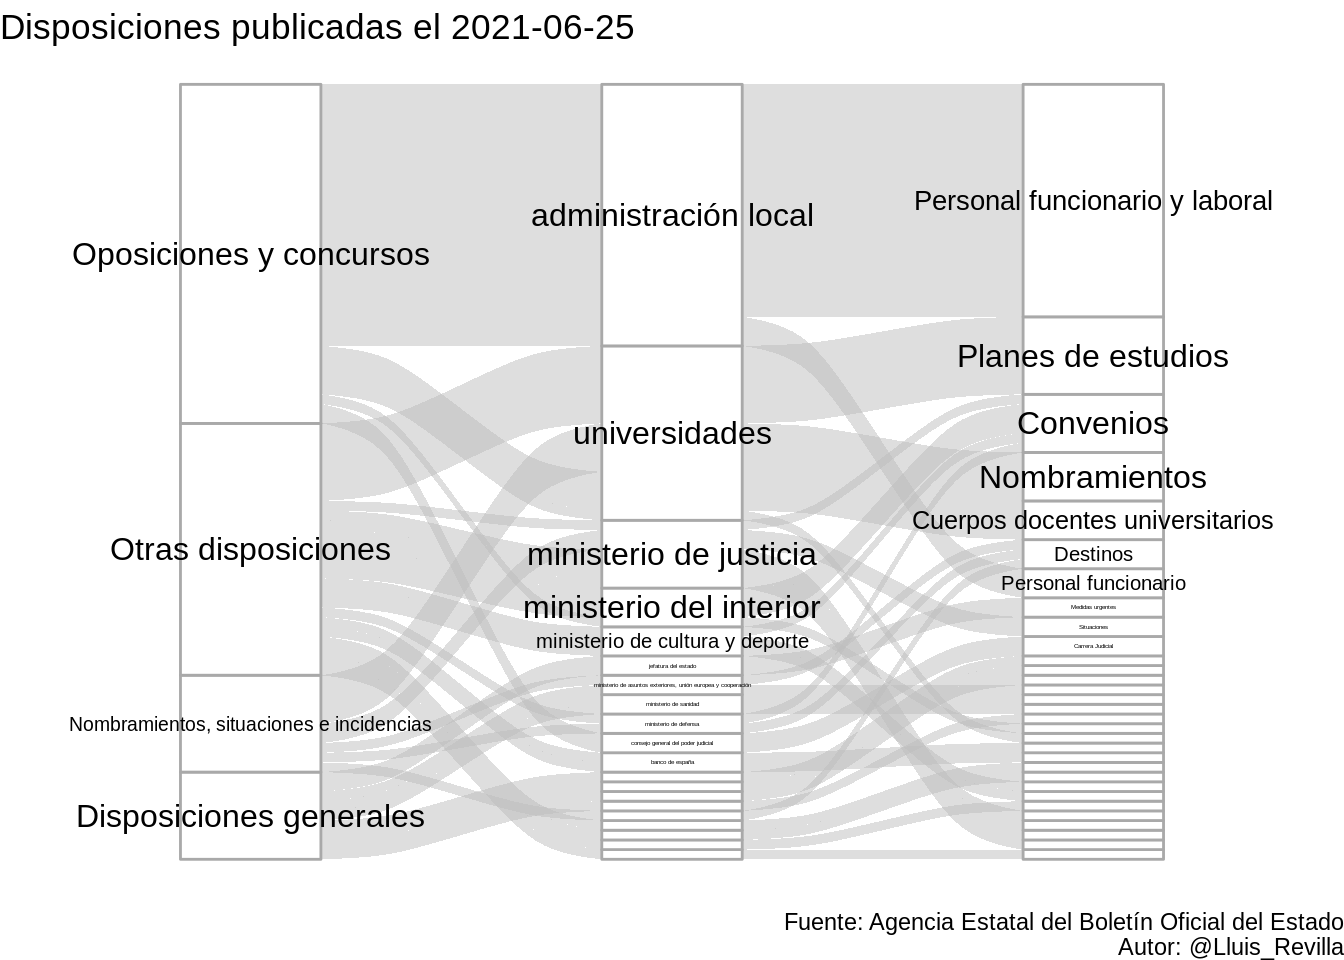 Disposiciones publicadas el 2021-06-25
Oposiciones y concursos
Otras disposiciones
Nombramientos, situaciones e incidencias
Disposiciones generales
administración local
universidades
ministerio de justicia
ministerio del interior
ministerio de cultura y deporte
jefatura del estado
ministerio de asuntos exteriores, unión europea y cooperación
ministerio de sanidad
ministerio de defensa
consejo general del poder judicial
banco de españa
Personal funcionario y laboral
Planes de estudios
Convenios
Nombramientos
Cuerpos docentes universitarios
Destinos
Personal funcionario
Medidas urgentes
Situaciones
Carrera Judicial
Fuente: Agencia Estatal del Boletín Oficial del Estado
Autor: @Lluis_Revilla